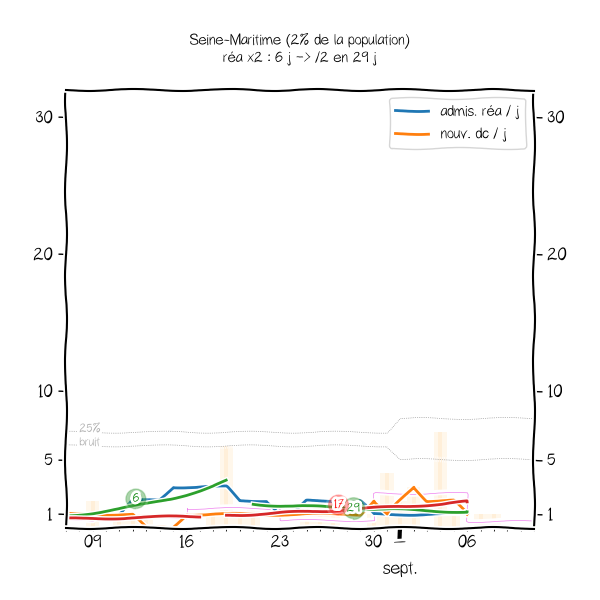 Seine-Maritime (2% de la population)
réa x2 : 6 j -> /2 en 29 j
admis. réa / j
nouv. dc / j
30 30
20 20
10 10
25%
bruit
5 5
6 17 29
1 1
09 16 23 30 1 06
sept.